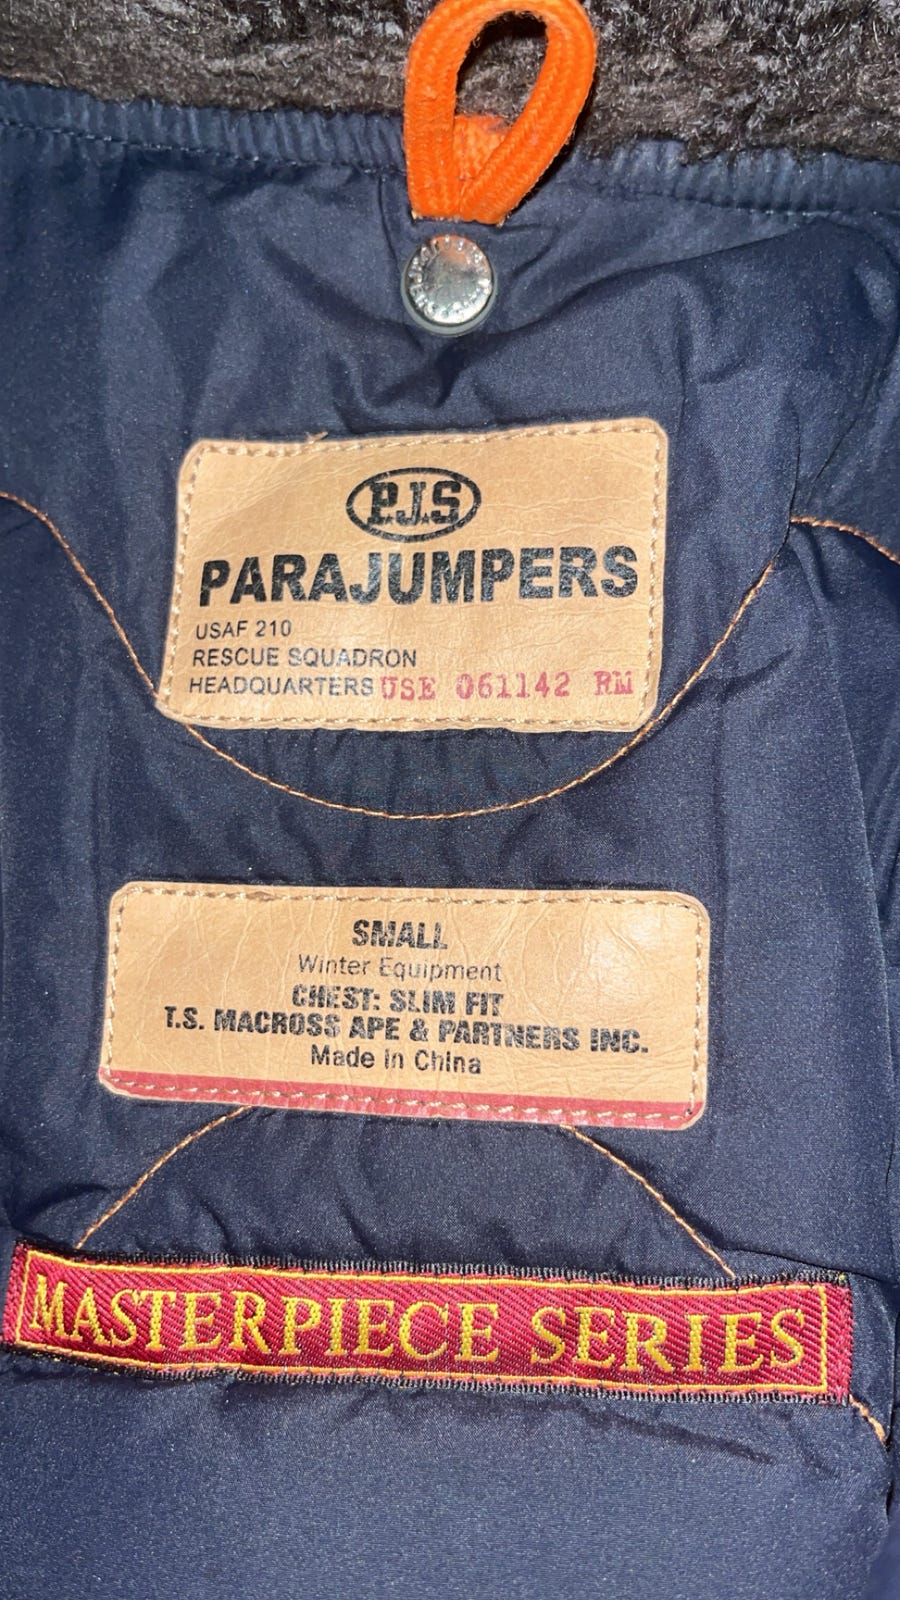 P.J.S
PARAJUMPERS
USAF 210
RESCUE SQUADRON
HEADQUARTERS USE 061142 RM
SMALL
Winter Equipment
CHEST: SLIM FIT
T.S. MACROSS APE & PARTNERS INC.
Made in China
MASTERPIECE SERIES